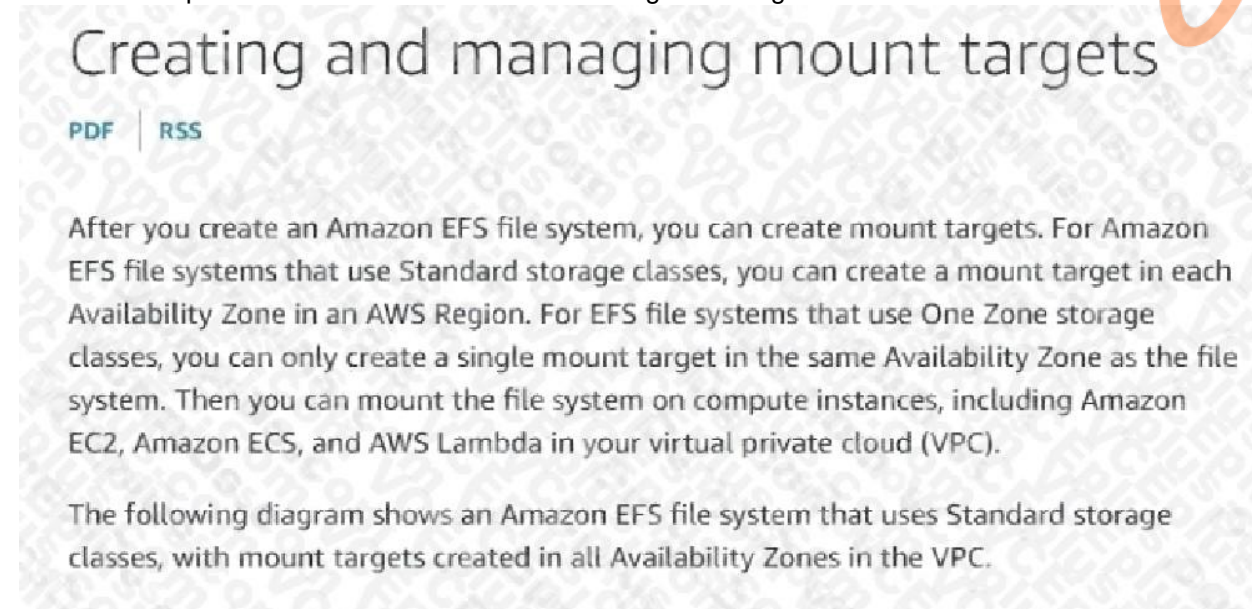 Creating and managing mount targets
PDF | RSS
After you create an Amazon EFS file system, you can create mount targets. For Amazon
EFS file systems that use Standard storage classes, you can create a mount target in each
Availability Zone in an AWS Region. For EFS file systems that use One Zone storage
classes, you can only create a single mount target in the same Availability Zone as the file
system. Then you can mount the file system on compute instances, including Amazon
EC2, Amazon ECS, and AWS Lambda in your virtual private cloud (VPC).
The following diagram shows an Amazon EFS file system that uses Standard storage
classes, with mount targets created in all Availability Zones in the VPC.